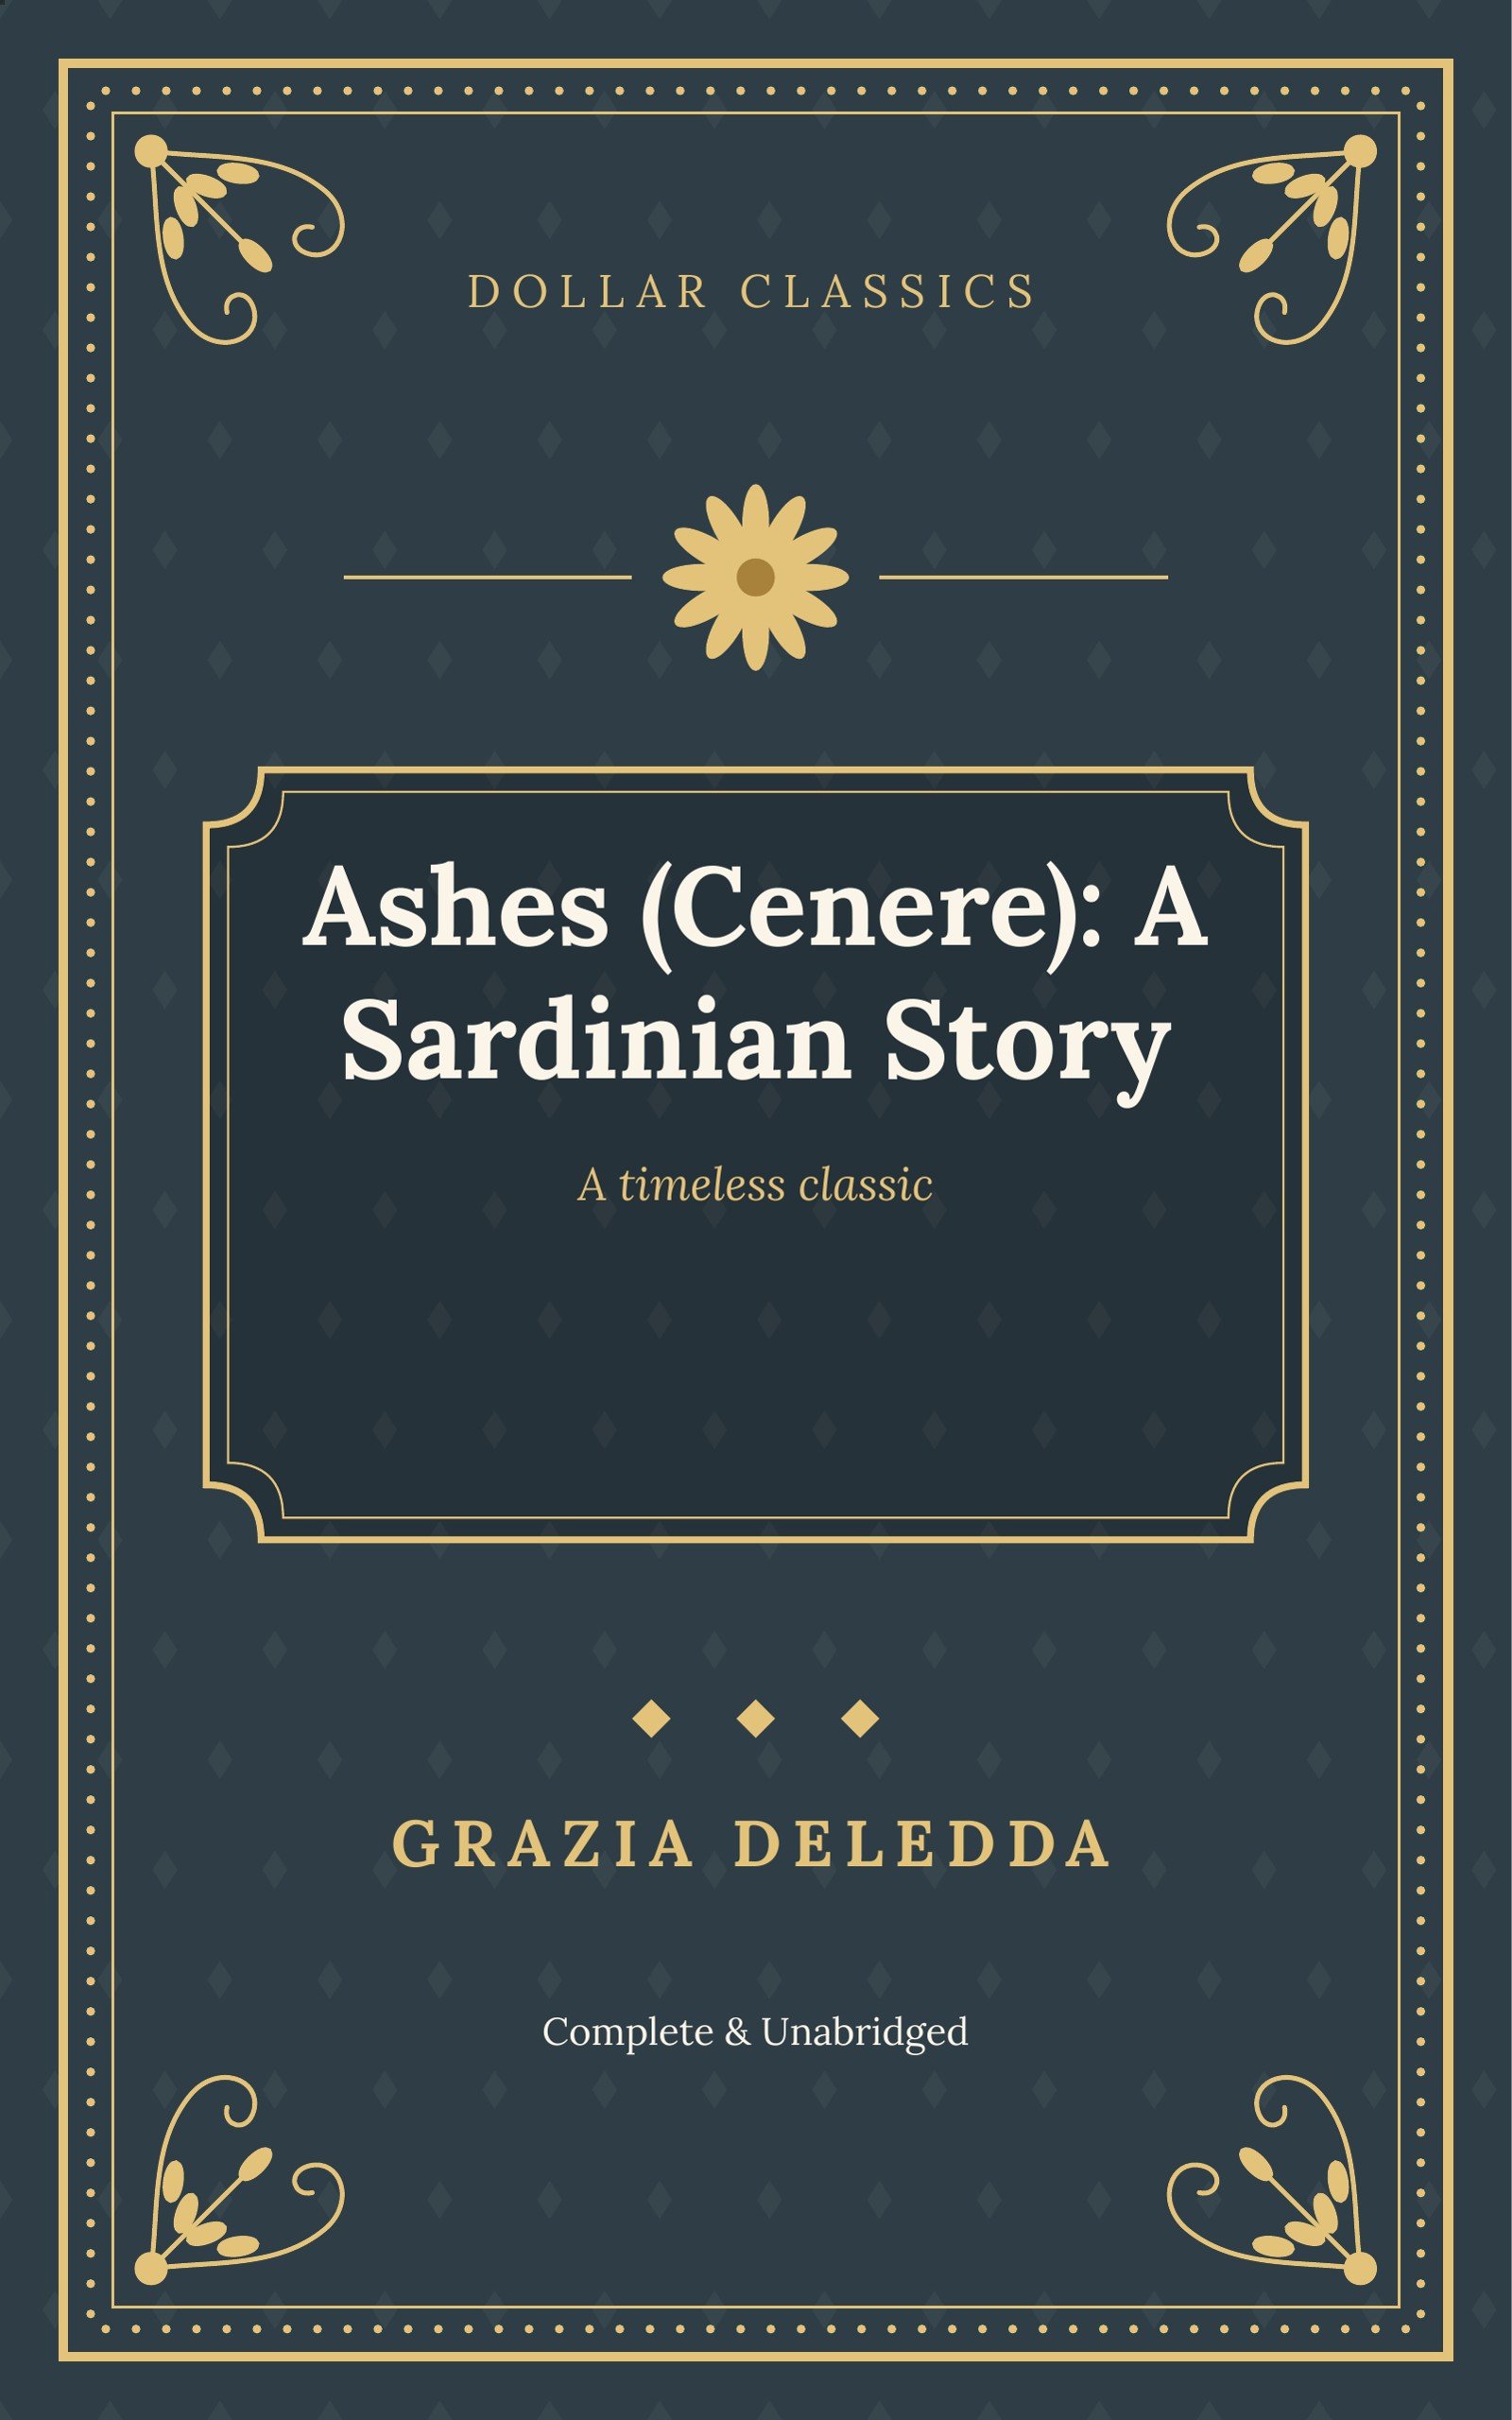 DOLLAR CLASSICS
Ashes (Cenere): A
Sardinian Story
A timeless classic
GRAZIA DELEDDA
Complete & Unabridged